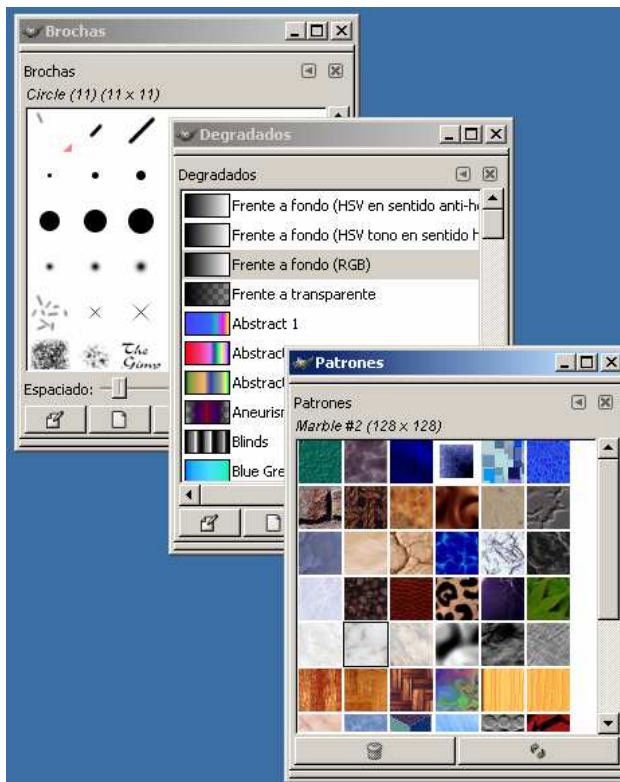 Brochas
Brochas
Circle (11) (11 x 11)
The
Gimp
Espaciado:
Degradados
Degradados
Frente a fondo (HSV en sentido anti-h
Frente a fondo (HSV tono en sentido h
Frente a fondo (RGB)
Frente a transparente
Abstract 1
Abstrac
Abstrac
Aneurism
Blinds
Blue Gre
Patrones
Patrones
Marble #2 (128 x 128)